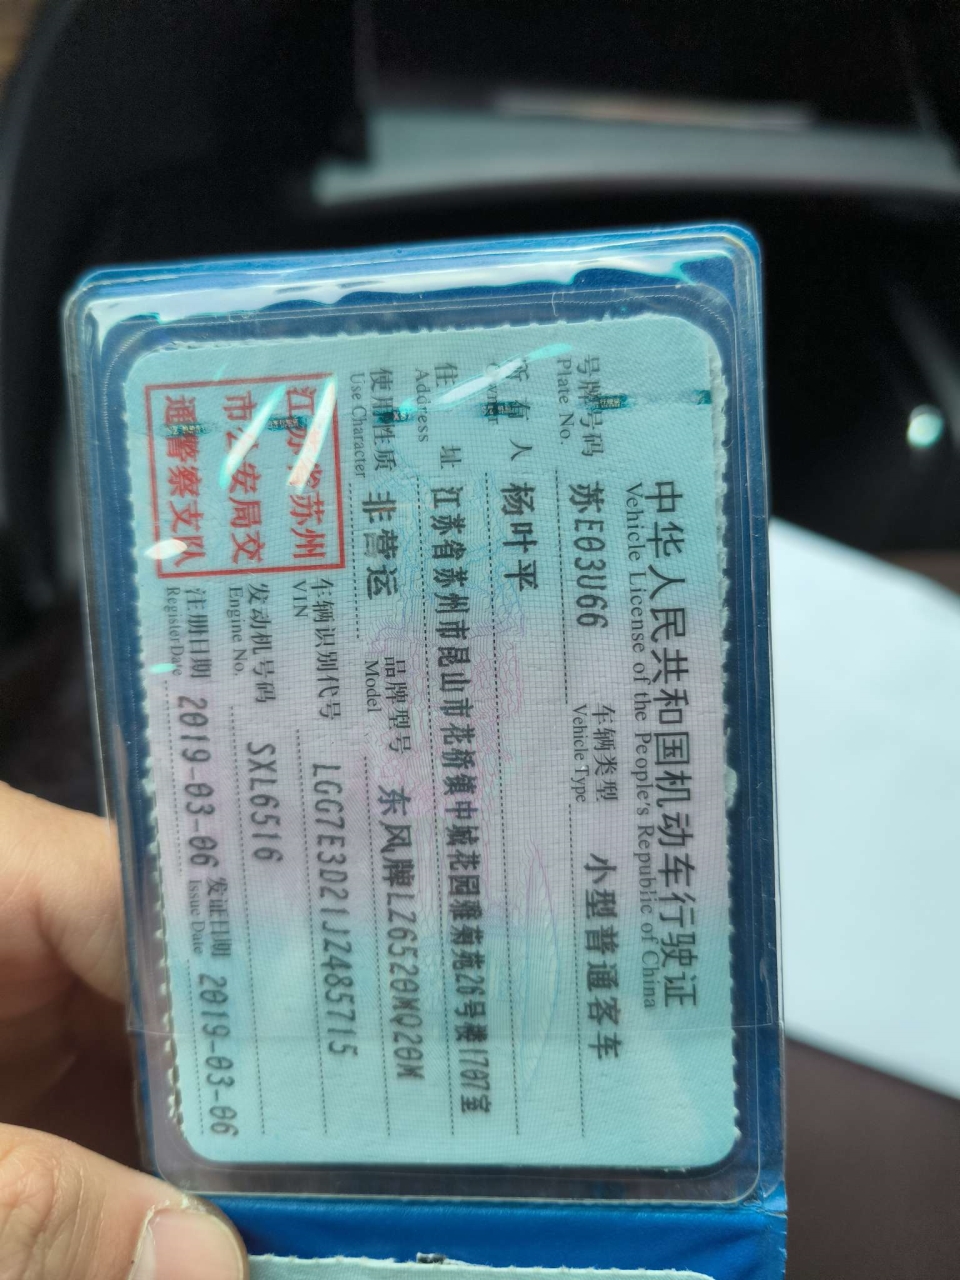 中华人民共和国机动车行驶证
Vehicle License of the People's Republic of China
号牌号码 苏E03U66 车辆类型 小型普通客车
Plate No. Vehicle Type
所有人 杨叶平
Owner
住址 江苏省苏州市昆山市花桥镇中城花园雅菊苑26号楼1707室
Address
使用性质 非营运 品牌型号 东风牌LZ6520MQ20M
Use Character Model
江苏省苏州
市公安局交
通警察支队
车辆识别代号 LGG7E3D21JZ485715
VIN
发动机号码 SXL6516
Engine No.
注册日期 2019-03-06 发证日期 2019-03-06
Register Date Issue Date